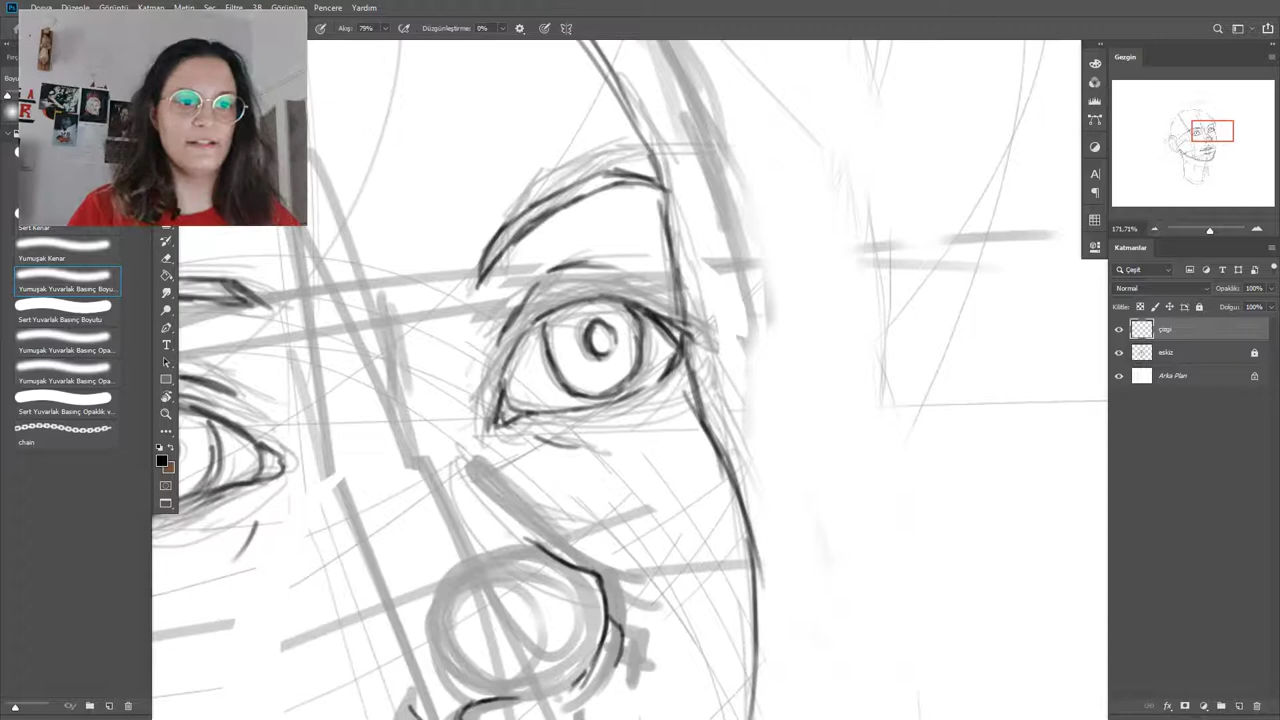 Dosya Düzenle Görüntü Katman Metin Seç Filtre 3B Görünüm Pencere Yardım
Akış: 79% Düzgünleştirme: 0%
Fırç
Boyu
Sert Kenar
Yumuşak Kenar
Yumuşak Yuvarlak Basınç Boyu...
Sert Yuvarlak Basınç Boyutu
Yumuşak Yuvarlak Basınç Opa...
Yumuşak Yuvarlak Basınç Opa...
Sert Yuvarlak Basınç Opaklık v...
chain
Gezgin
171,71%
Katmanlar
Çeşit
Normal Opaklık: 100%
Kilitle: Dolgu: 100%
çizgi
eskiz
Arka Plan